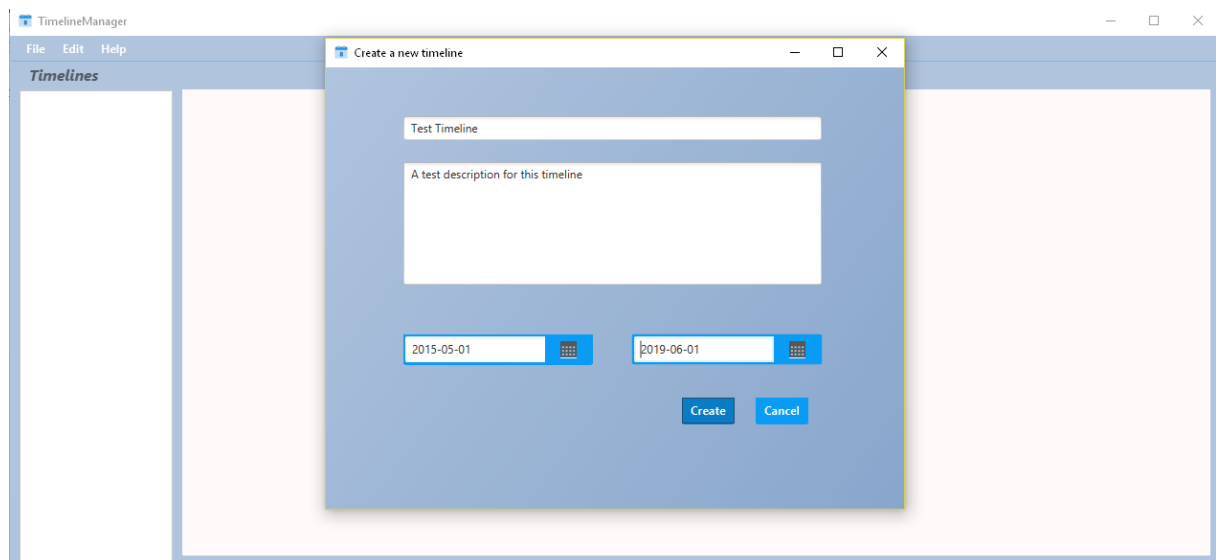 TimelineManager
File Edit Help
Timelines
Create a new timeline
Test Timeline
A test description for this timeline
2015-05-01 2019-06-01
Create Cancel